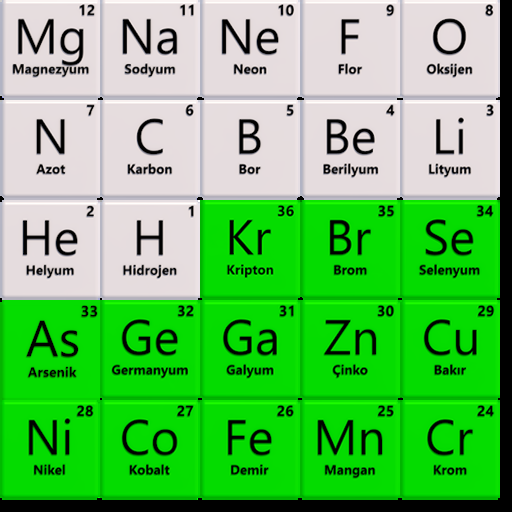 12 11 10 9 8
Mg Na Ne F O
Magnezyum Sodyum Neon Flor Oksijen
7 6 5 4 3
N C B Be Li
Azot Karbon Bor Berilyum Lityum
2 1 36 35 34
He H Kr Br Se
Helyum Hidrojen Kripton Brom Selenyum
33 32 31 30 29
As Ge Ga Zn Cu
Arsenik Germanyum Galyum Çinko Bakır
28 27 26 25 24
Ni Co Fe Mn Cr
Nikel Kobalt Demir Mangan Krom